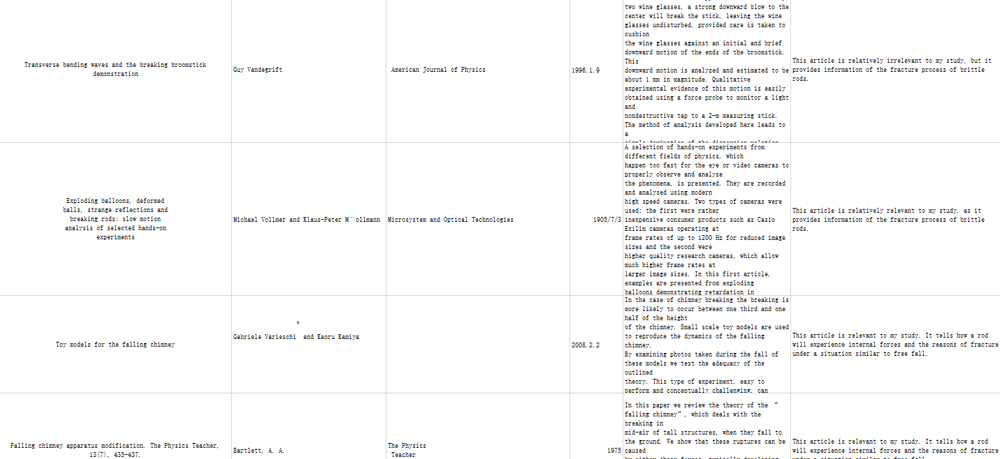 two wine glasses, a strong downward blow to the
center will break the stick, leaving the wine
glasses undisturbed, provided care is taken to
cushion
the wine glasses against an initial and brief
downward motion of the ends of the broomstick.
This
downward motion is analyzed and estimated to be
about 1 mm in magnitude. Qualitative
experimental evidence of this motion is easily
obtained using a force probe to monitor a light
and
nondestructive tap to a 2-m measuring stick.
The method of analysis developed here leads to
a
Transverse bending waves and the breaking broomstick
demonstration
Guy Vandegrift
American Journal of Physics
1996.1.9
This article is relatively irrelevant to my study, but it
provides information of the fracture process of brittle
rods.
Exploding balloons, deformed
balls, strange reflections and
breaking rods: slow motion
analysis of selected hands-on
experiments
Michael Vollmer and Klaus-Peter M¨ollmann
Microsystem and Optical Technologies
1905/7/3
A selection of hands-on experiments from
different fields of physics, which
happen too fast for the eye or video cameras to
properly observe and analyse
the phenomena, is presented. They are recorded
and analysed using modern
high speed cameras. Two types of cameras were
used: the first were rather
inexpensive consumer products such as Casio
Exilim cameras operating at
frame rates of up to 1200 Hz for reduced image
sizes and the second were
higher quality research cameras, which allow
much higher frame rates at
larger image sizes. In this first article,
examples are presented from exploding
balloons demonstrating retardation in
This article is relatively relevant to my study, as it
provides information of the fracture process of brittle
rods.
Toy models for the falling chimney
*
Gabriele Varieschi and Kaoru Kamiya
2008.2.2
In the case of chimney breaking the breaking is
more likely to occur between one third and one
half of the height
of the chimney. Small scale toy models are used
to reproduce the dynamics of the falling
chimney.
By examining photos taken during the fall of
these models we test the adequacy of the
outlined
theory. This type of experiment, easy to
perform and conceptually challenging, can
This article is relevant to my study. It tells how a rod
will experience internal forces and the reasons of fracture
under a situation similar to free fall.
Falling chimney apparatus modification. The Physics Teacher,
13(7), 435-437.
Bartlett, A. A.
The Physics
Teacher
1975
In this paper we review the theory of the “
falling chimney”, which deals with the
breaking in
mid-air of tall structures, when they fall to
the ground. We show that these ruptures can be
caused
This article is relevant to my study. It tells how a rod
will experience internal forces and the reasons of fracture